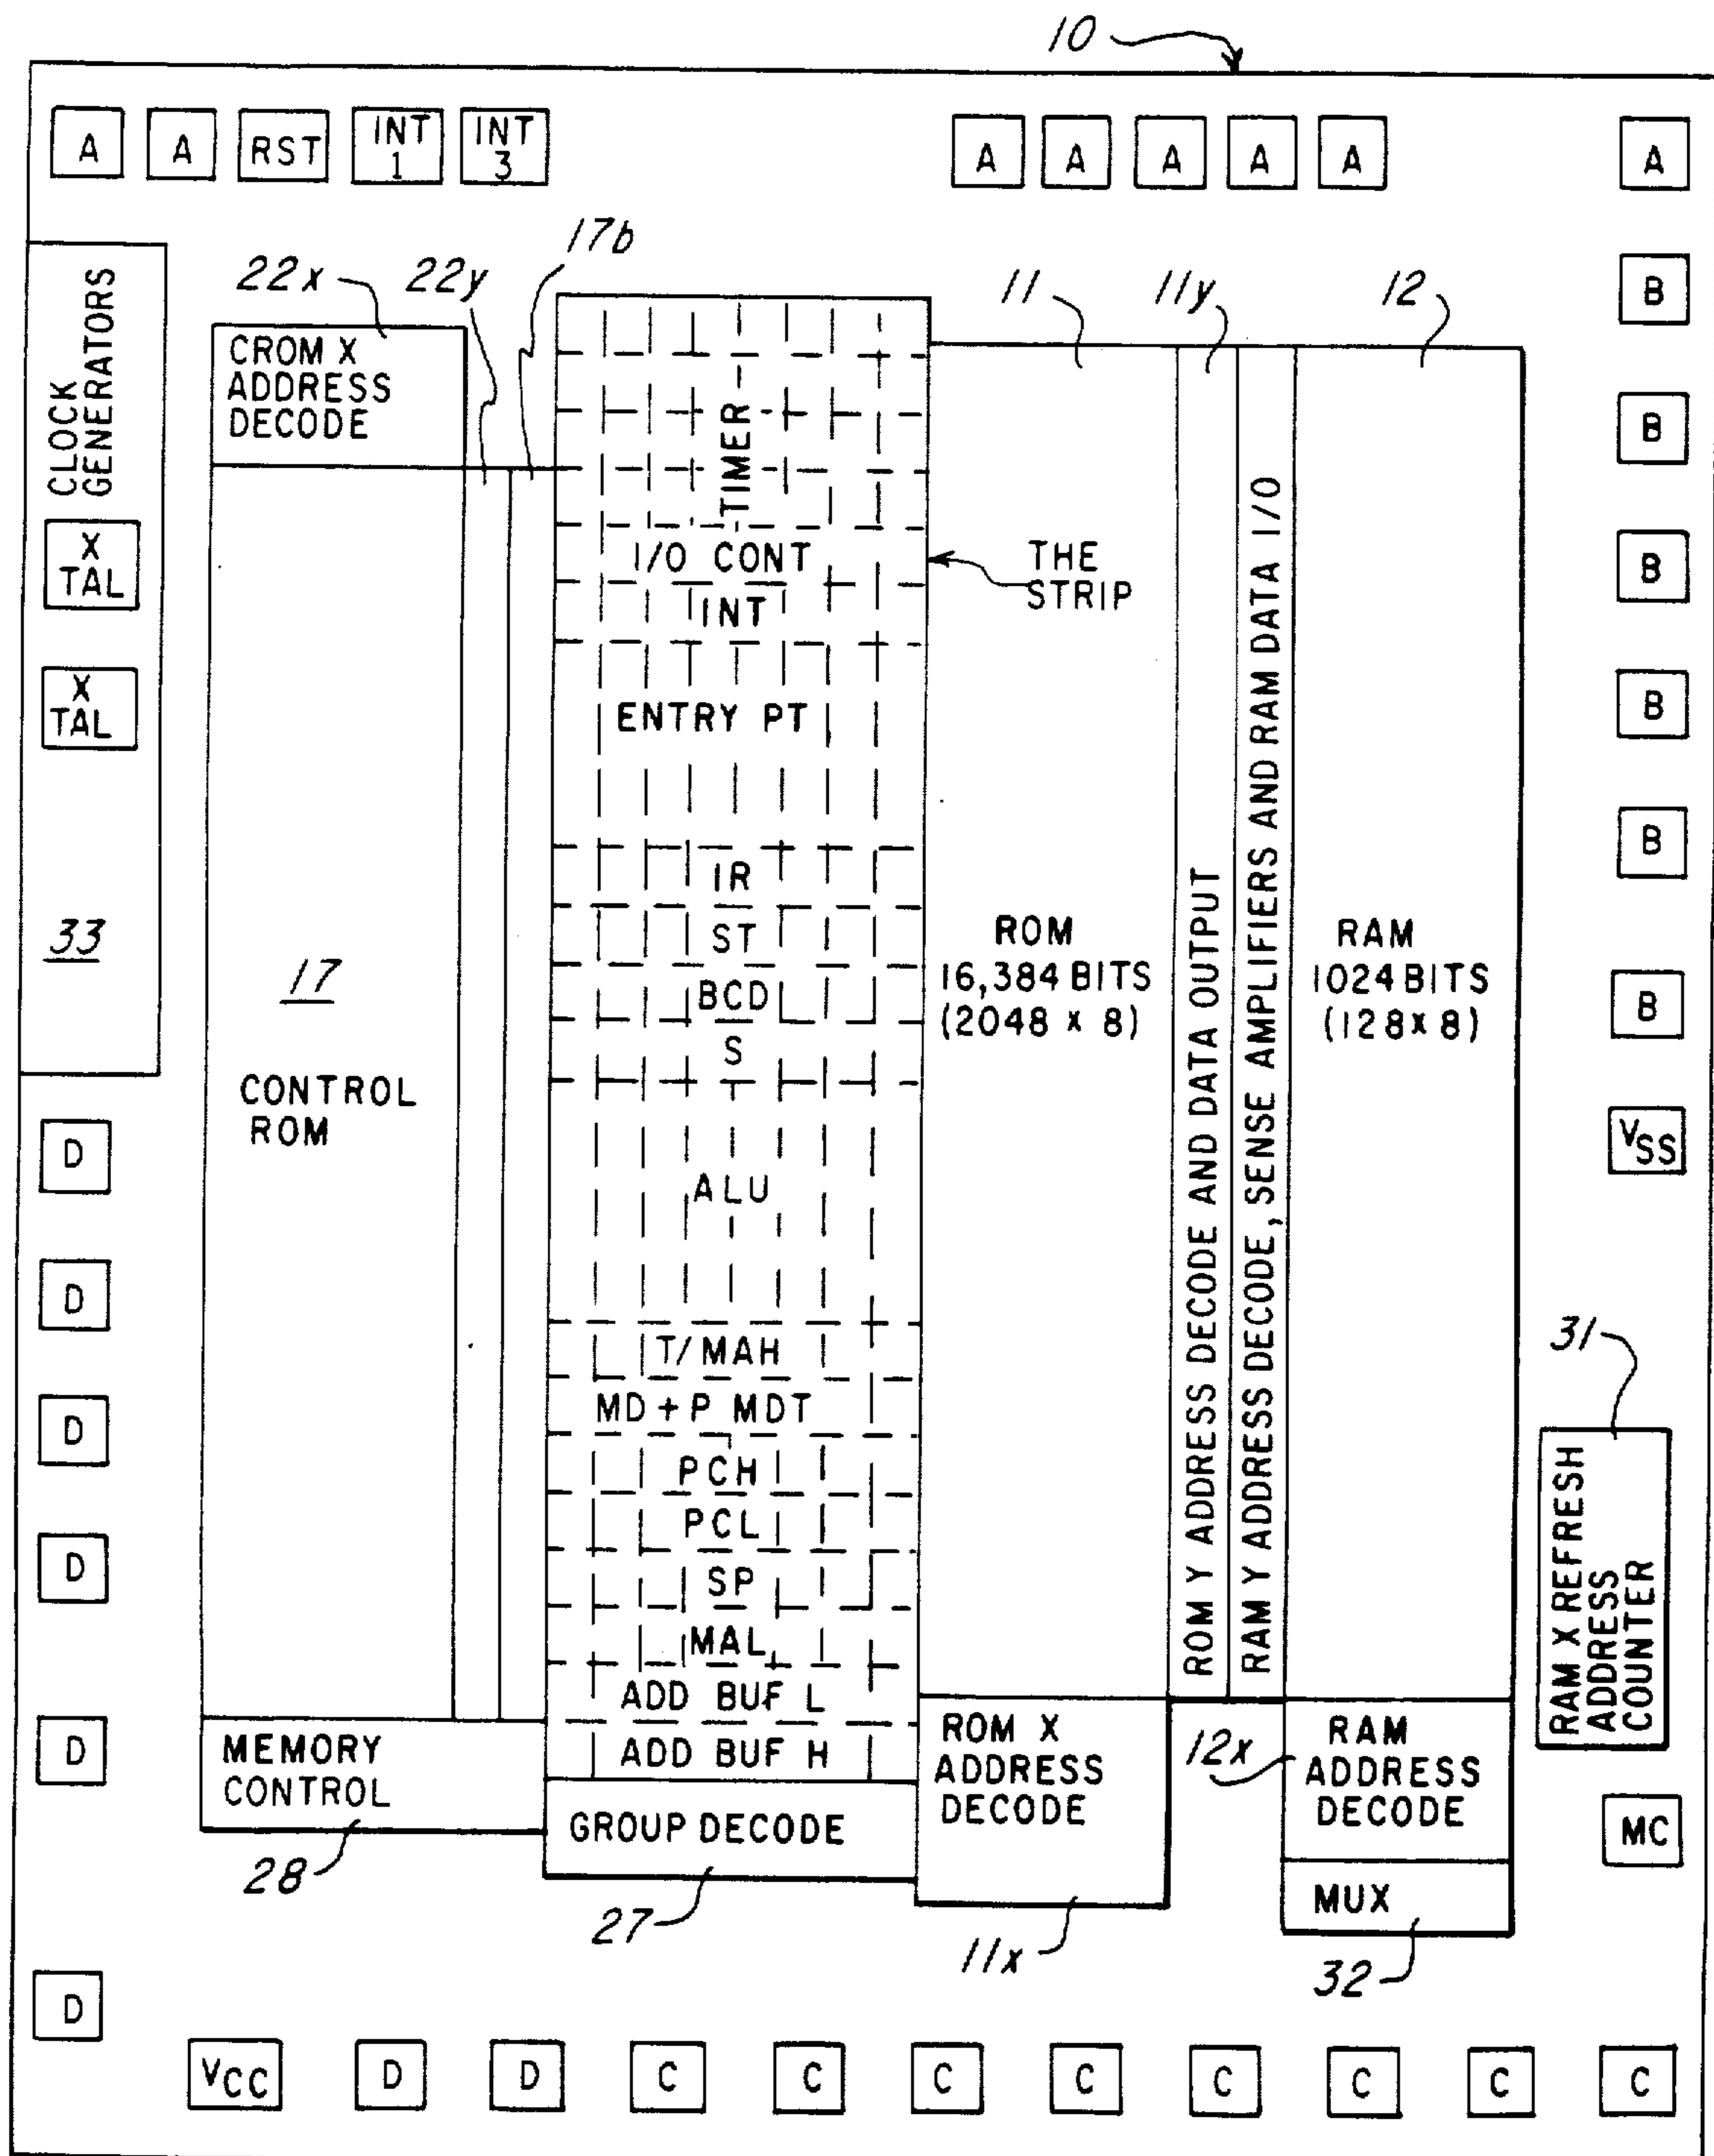 10
A A RST INT 1 INT 3 A A A A A A
CLOCK GENERATORS
X TAL
X TAL
33
22x
22y
17b
11
11y
12
CROM X
ADDRESS
DECODE
17
CONTROL
ROM
MEMORY
CONTROL
28
TIMER
I/O CONT
INT
ENTRY PT
IR
ST
BCD
S
ALU
T/MAH
MD+P MDT
PCH
PCL
SP
MAL
ADD BUF L
ADD BUF H
GROUP DECODE
27
THE
STRIP
ROM
16,384 BITS
(2048 x 8)
ROM X
ADDRESS
DECODE
11x
ROM Y ADDRESS DECODE AND DATA OUTPUT
RAM Y ADDRESS DECODE, SENSE AMPLIFIERS AND RAM DATA I/O
RAM
1024 BITS
(128x8)
12x
RAM
ADDRESS
DECODE
MUX
32
31
RAM X REFRESH
ADDRESS
COUNTER
B
B
B
B
B
B
VSS
MC
D
D
D
D
D
D
VCC D D C C C C C C C C